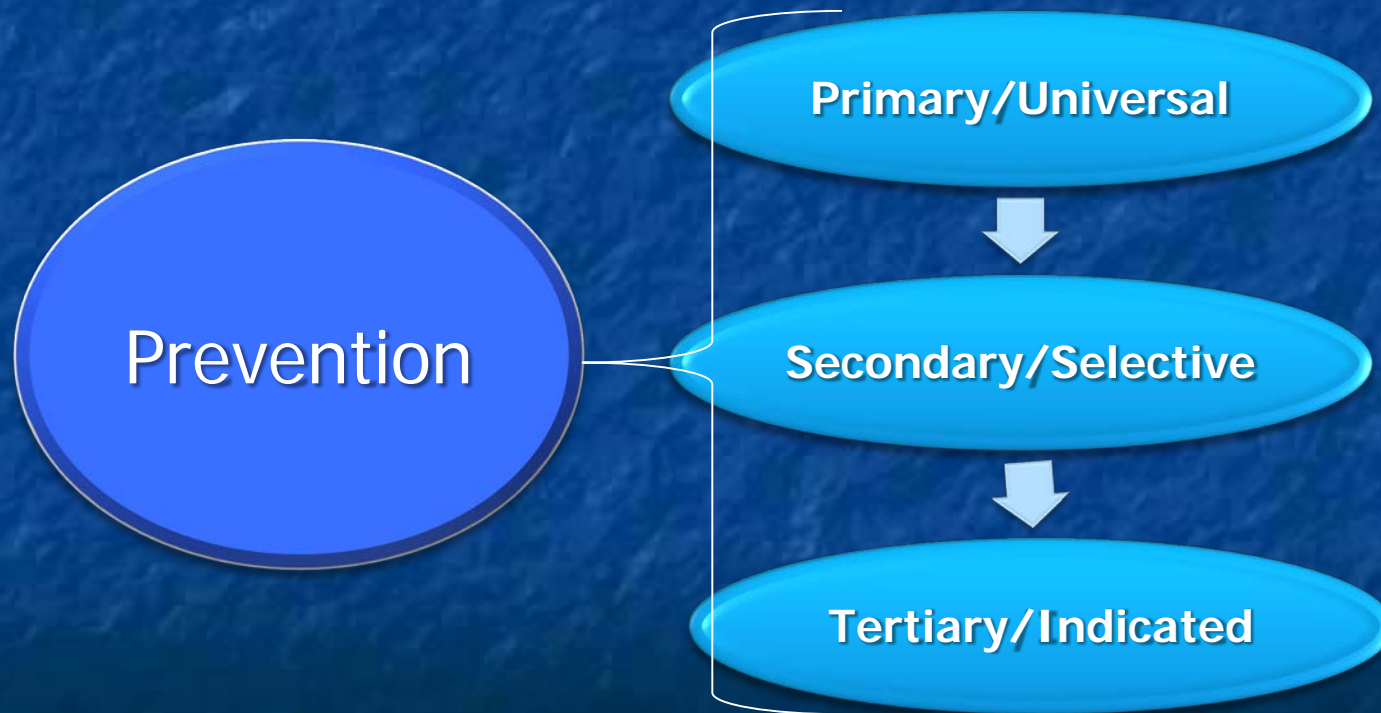 Prevention
Primary/Universal
Secondary/Selective
Tertiary/Indicated